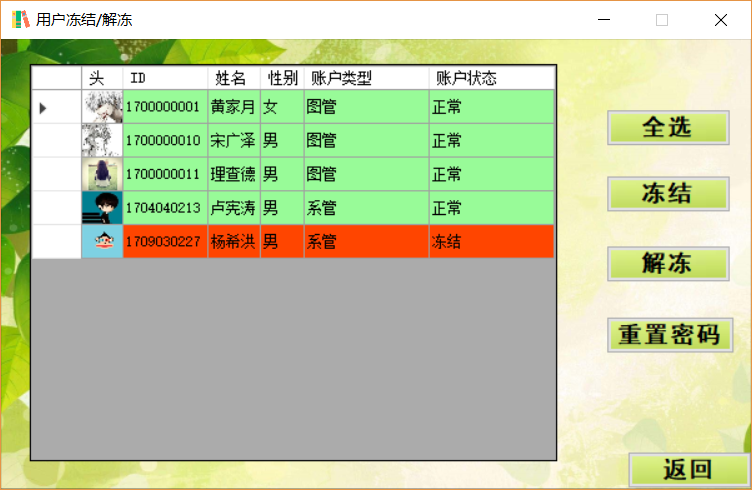 用户冻结/解冻
头 ID 姓名 性别 账户类型 账户状态
1700000001 黄家月 女 图管 正常
1700000010 宋广泽 男 图管 正常
1700000011 理查德 男 图管 正常
1704040213 卢宪涛 男 系管 正常
1709030227 杨希洪 男 系管 冻结
全选
冻结
解冻
重置密码
返回